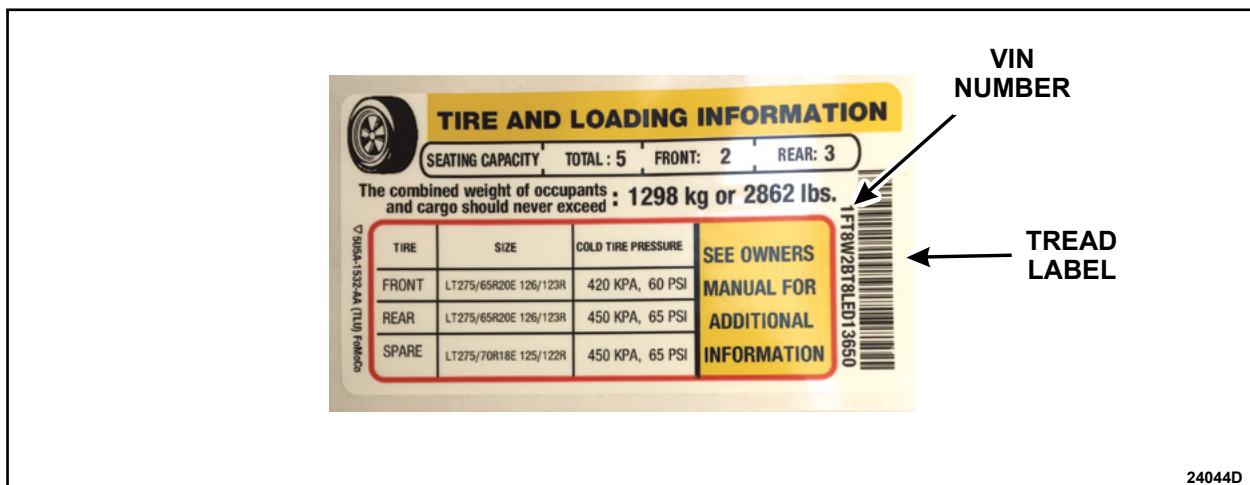 VIN
NUMBER
TIRE AND LOADING INFORMATION
SEATING CAPACITY TOTAL : 5 FRONT: 2 REAR: 3
The combined weight of occupants
and cargo should never exceed : 1298 kg or 2862 lbs.
TIRE SIZE COLD TIRE PRESSURE
FRONT LT275/65R20E 126/123R 420 KPA, 60 PSI
REAR LT275/65R20E 126/123R 450 KPA, 65 PSI
SPARE LT275/70R18E 125/122R 450 KPA, 65 PSI
SEE OWNERS
MANUAL FOR
ADDITIONAL
INFORMATION
5U5A-1532-AA (TLU) FoMoCo
1FT8W2BT8LED13650
TREAD
LABEL
24044D